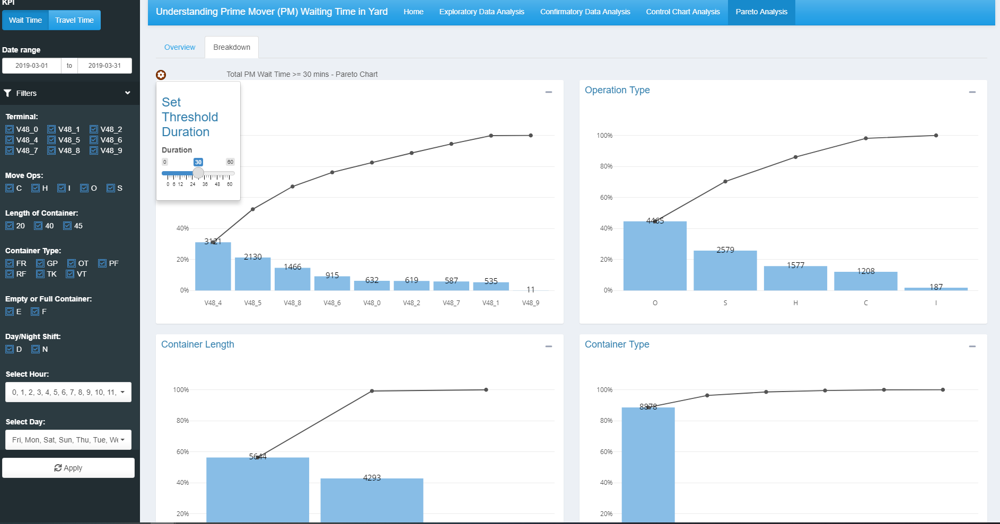 KPI
Wait Time Travel Time
Date range
2019-03-01 to 2019-03-31
Filters
Terminal:
V48_0 V48_1 V48_2
V48_4 V48_5 V48_6
V48_7 V48_8 V48_9
Move Ops:
C H I O S
Length of Container:
20 40 45
Container Type:
FR GP OT PF
RF TK VT
Empty or Full Container:
E F
Day/Night Shift:
D N
Select Hour:
0, 1, 2, 3, 4, 5, 6, 7, 8, 9, 10, 11,
Select Day:
Fri, Mon, Sat, Sun, Thu, Tue, We
Apply
Understanding Prime Mover (PM) Waiting Time in Yard Home Exploratory Data Analysis Confirmatory Data Analysis Control Chart Analysis Pareto Analysis
Overview Breakdown
Total PM Wait Time >= 30 mins - Pareto Chart
Set
Threshold
Duration
Duration
0 30 60
0 6 12 24 36 48 60
40%
20%
0%
3121
2130
1466
915
632
619
587
535
11
V48_4 V48_5 V48_8 V48_6 V48_0 V48_2 V48_7 V48_1 V48_9
Operation Type
100%
80%
60%
40%
20%
0%
4465
2579
1577
1208
187
O S H C I
Container Length
100%
80%
60%
40%
20%
5644
4293
Container Type
100%
80%
60%
40%
20%
8878